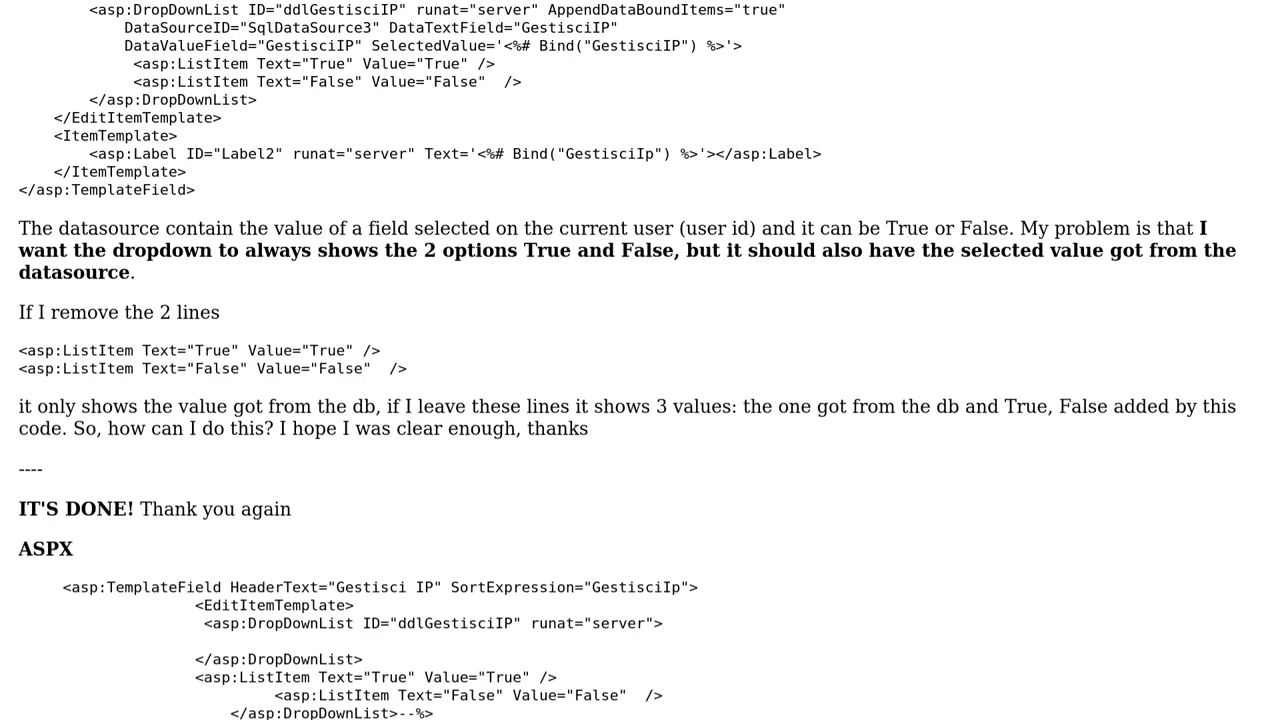 <asp:DropDownList ID="ddlGestisciIP" runat="server" AppendDataBoundItems="true"
DataSourceID="SqlDataSource3" DataTextField="GestisciIP"
DataValueField="GestisciIP" SelectedValue='<%# Bind("GestisciIP") %>'>
<asp:ListItem Text="True" Value="True" />
<asp:ListItem Text="False" Value="False"  />
</asp:DropDownList>
</EditItemTemplate>
<ItemTemplate>
<asp:Label ID="Label2" runat="server" Text='<%# Bind("GestisciIp") %>'></asp:Label>
</ItemTemplate>
</asp:TemplateField>
The datasource contain the value of a field selected on the current user (user id) and it can be True or False. My problem is that I
want the dropdown to always shows the 2 options True and False, but it should also have the selected value got from the
datasource.
If I remove the 2 lines
<asp:ListItem Text="True" Value="True" />
<asp:ListItem Text="False" Value="False"  />
it only shows the value got from the db, if I leave these lines it shows 3 values: the one got from the db and True, False added by this
code. So, how can I do this? I hope I was clear enough, thanks
----
IT'S DONE! Thank you again
ASPX
<asp:TemplateField HeaderText="Gestisci IP" SortExpression="GestisciIp">
<EditItemTemplate>
<asp:DropDownList ID="ddlGestisciIP" runat="server">
</asp:DropDownList>
<asp:ListItem Text="True" Value="True" />
<asp:ListItem Text="False" Value="False"  />
</asp:DropDownList>--%>